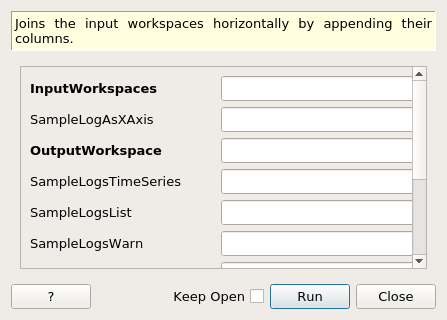 Joins the input workspaces horizontally by appending their
columns.
InputWorkspaces
SampleLogAsXAxis
OutputWorkspace
SampleLogsTimeSeries
SampleLogsList
SampleLogsWarn
?
Keep Open
Run
Close